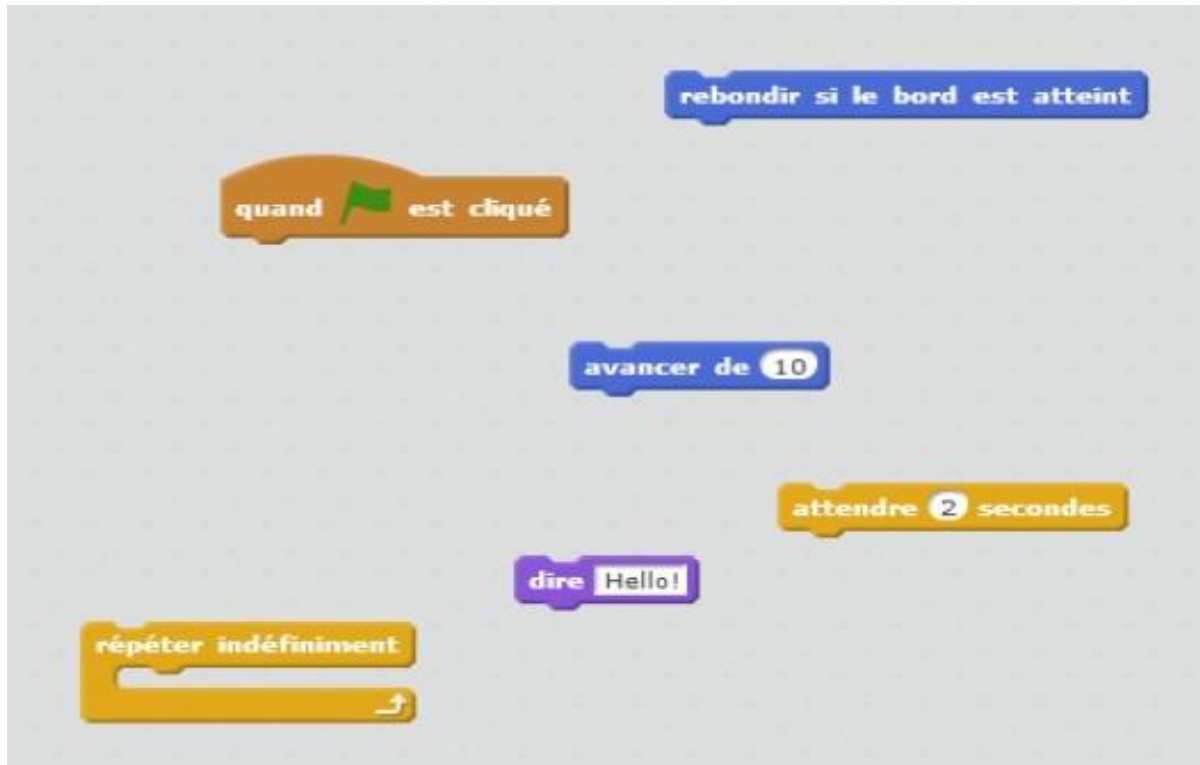 rebondir si le bord est atteint
quand est cliqué
avancer de 10
attendre 2 secondes
dire Hello!
répéter indéfiniment